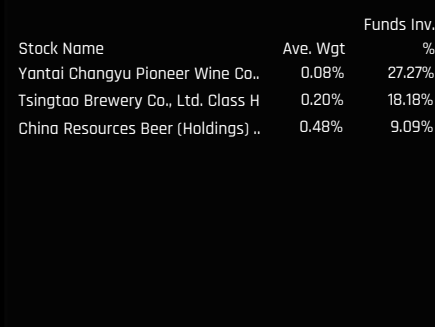 Funds Inv.
Stock Name Ave. Wgt %
Yantai Changyu Pioneer Wine Co.. 0.08% 27.27%
Tsingtao Brewery Co., Ltd. Class H 0.20% 18.18%
China Resources Beer (Holdings) .. 0.48% 9.09%